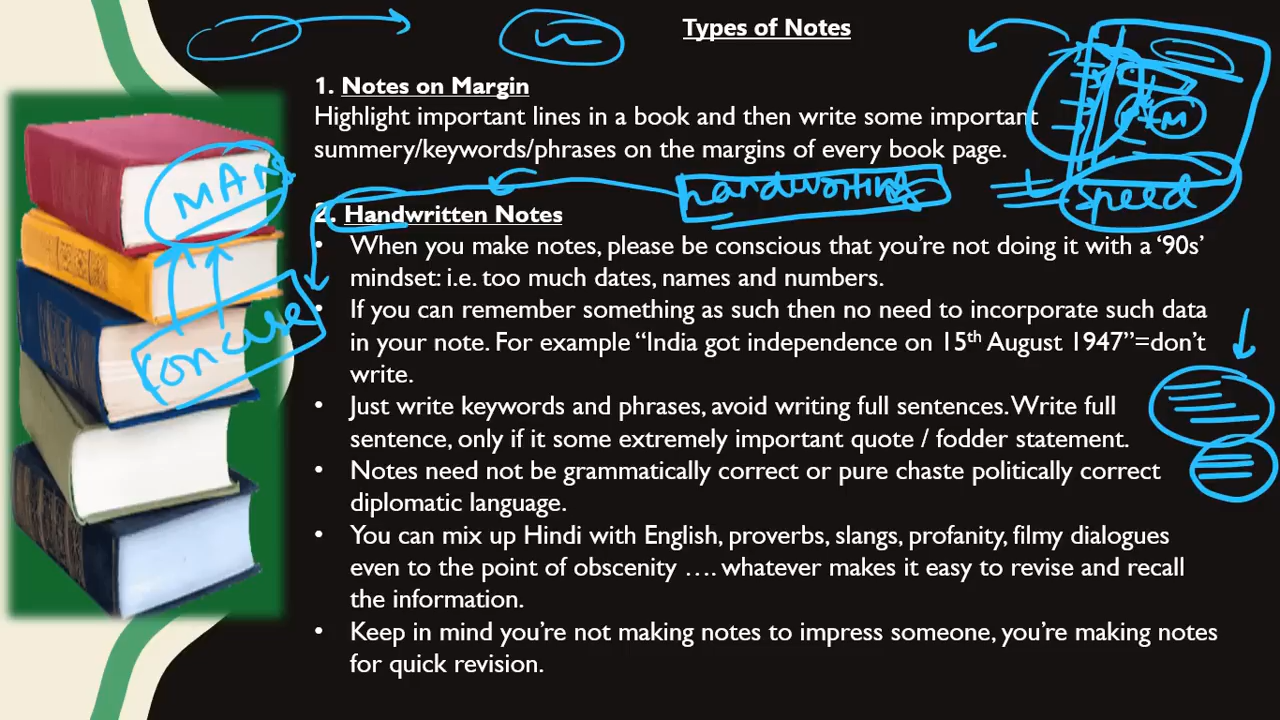 Types of Notes
1. Notes on Margin
Highlight important lines in a book and then write some important
summery/keywords/phrases on the margins of every book page.
handwriting
speed
M
MAINS
2. Handwritten Notes
• When you make notes, please be conscious that you're not doing it with a '90s'
mindset: i.e. too much dates, names and numbers.
• If you can remember something as such then no need to incorporate such data
concise
in your note. For example “India got independence on 15th August 1947”=don't
write.
• Just write keywords and phrases, avoid writing full sentences. Write full
sentence, only if it some extremely important quote / fodder statement.
• Notes need not be grammatically correct or pure chaste politically correct
diplomatic language.
• You can mix up Hindi with English, proverbs, slangs, profanity, filmy dialogues
even to the point of obscenity …. whatever makes it easy to revise and recall
the information.
• Keep in mind you're not making notes to impress someone, you're making notes
for quick revision.